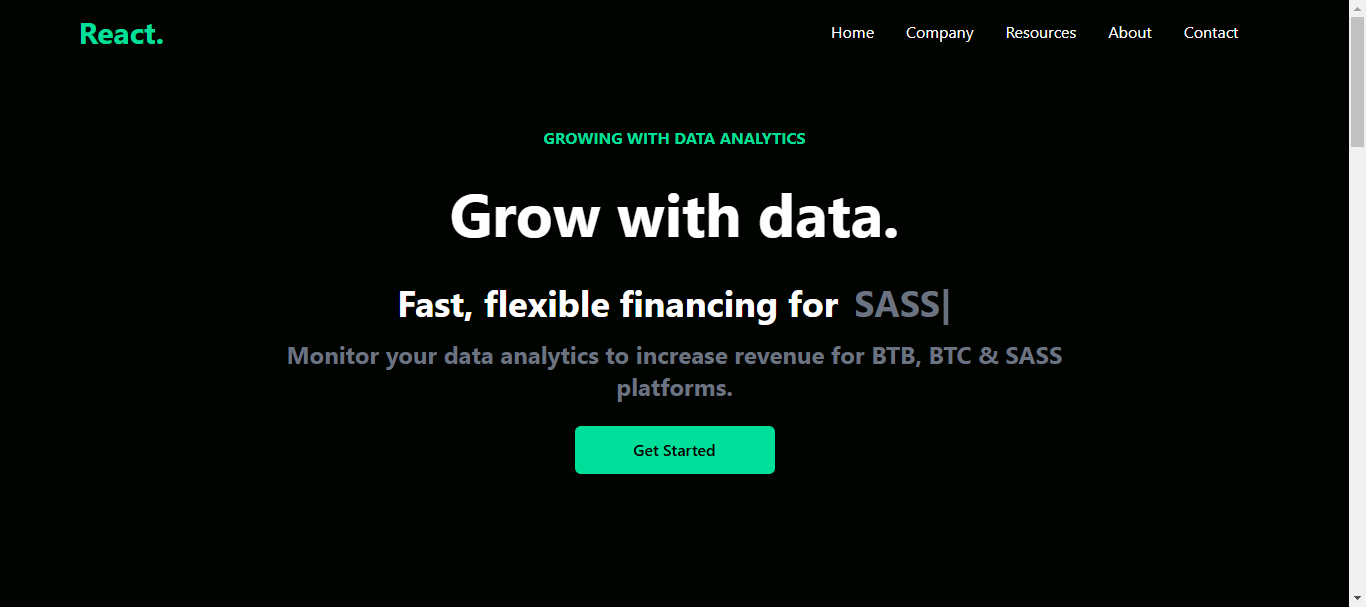 React.
Home Company Resources About Contact
GROWING WITH DATA ANALYTICS
Grow with data.
Fast, flexible financing for SASS|
Monitor your data analytics to increase revenue for BTB, BTC & SASS
platforms.
Get Started